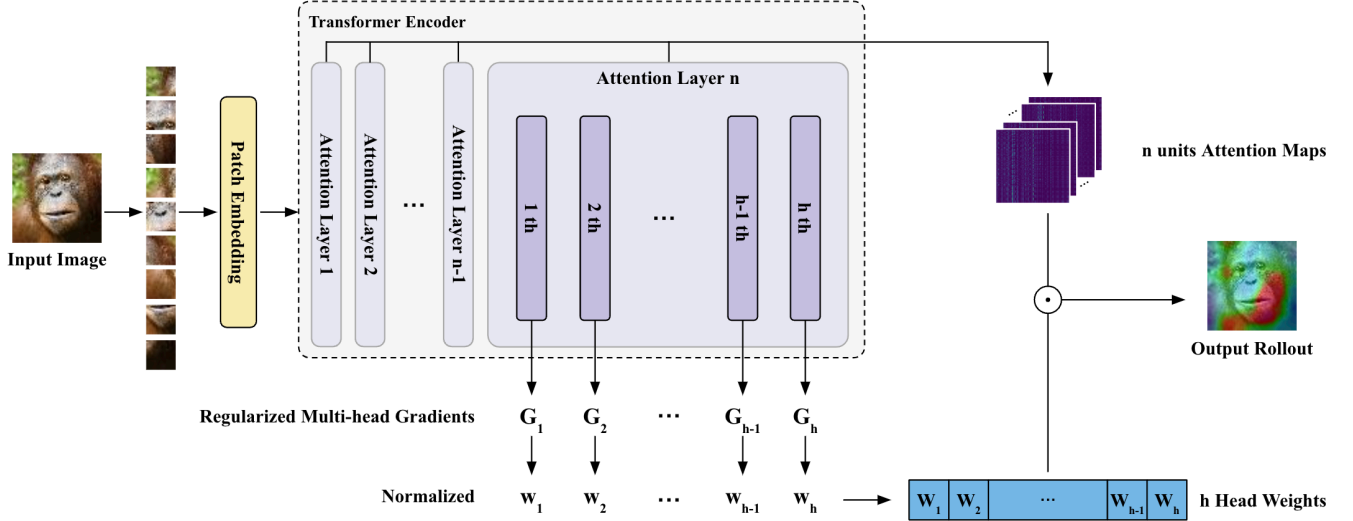 Transformer Encoder
Attention Layer n
Attention Layer 1
Attention Layer 2
...
Attention Layer n-1
1 th
2 th
...
h-1 th
h th
Patch Embedding
Input Image
...
...
n units Attention Maps
Output Rollout
Regularized Multi-head Gradients G1 G2 ... Gh-1 Gh
Normalized w1 w2 ... wh-1 wh
W1 W2 ... Wh-1 Wh h Head Weights